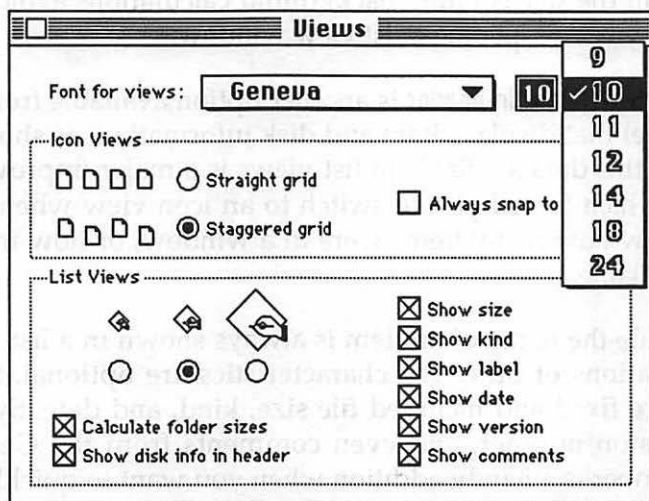 Views
Font for views: Geneva 10
9
✓10
11
12
14
18
24
Icon Views
Straight grid
Staggered grid
Always snap to
List Views
Show size
Show kind
Show label
Show date
Show version
Show comments
Calculate folder sizes
Show disk info in header